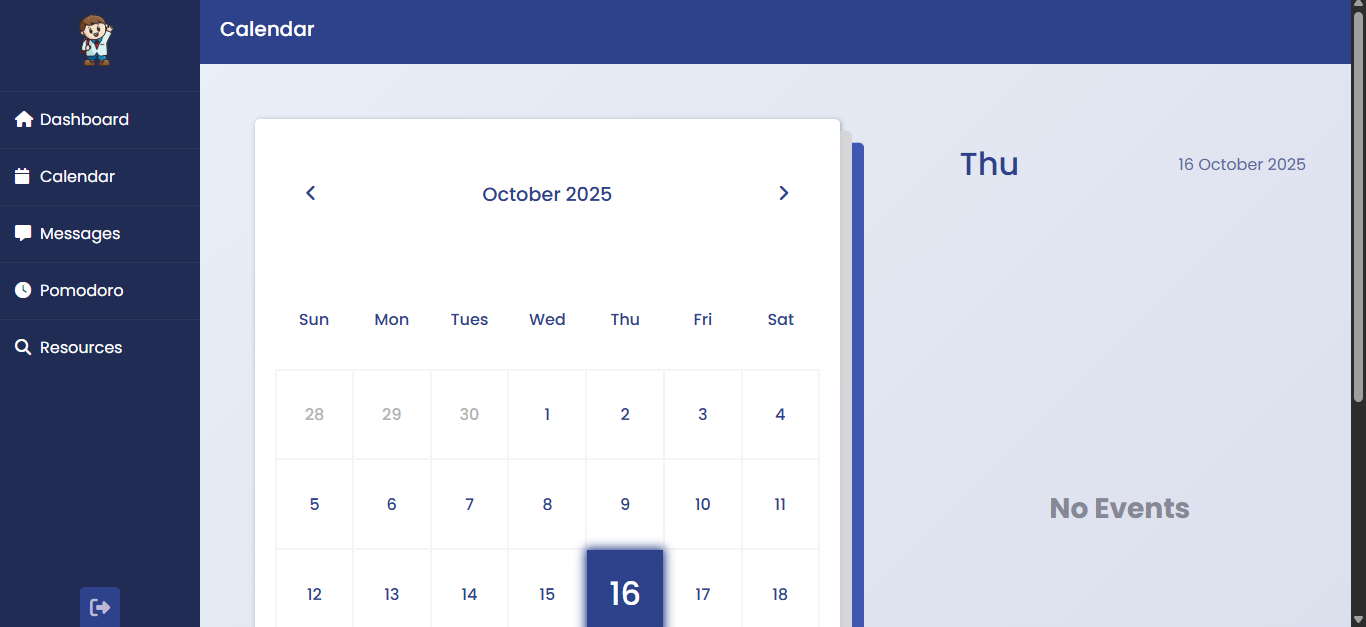 Calendar
Dashboard
Calendar
Messages
Pomodoro
Resources
October 2025
Sun Mon Tues Wed Thu Fri Sat
28 29 30 1 2 3 4
5 6 7 8 9 10 11
12 13 14 15 16 17 18
Thu
16 October 2025
No Events